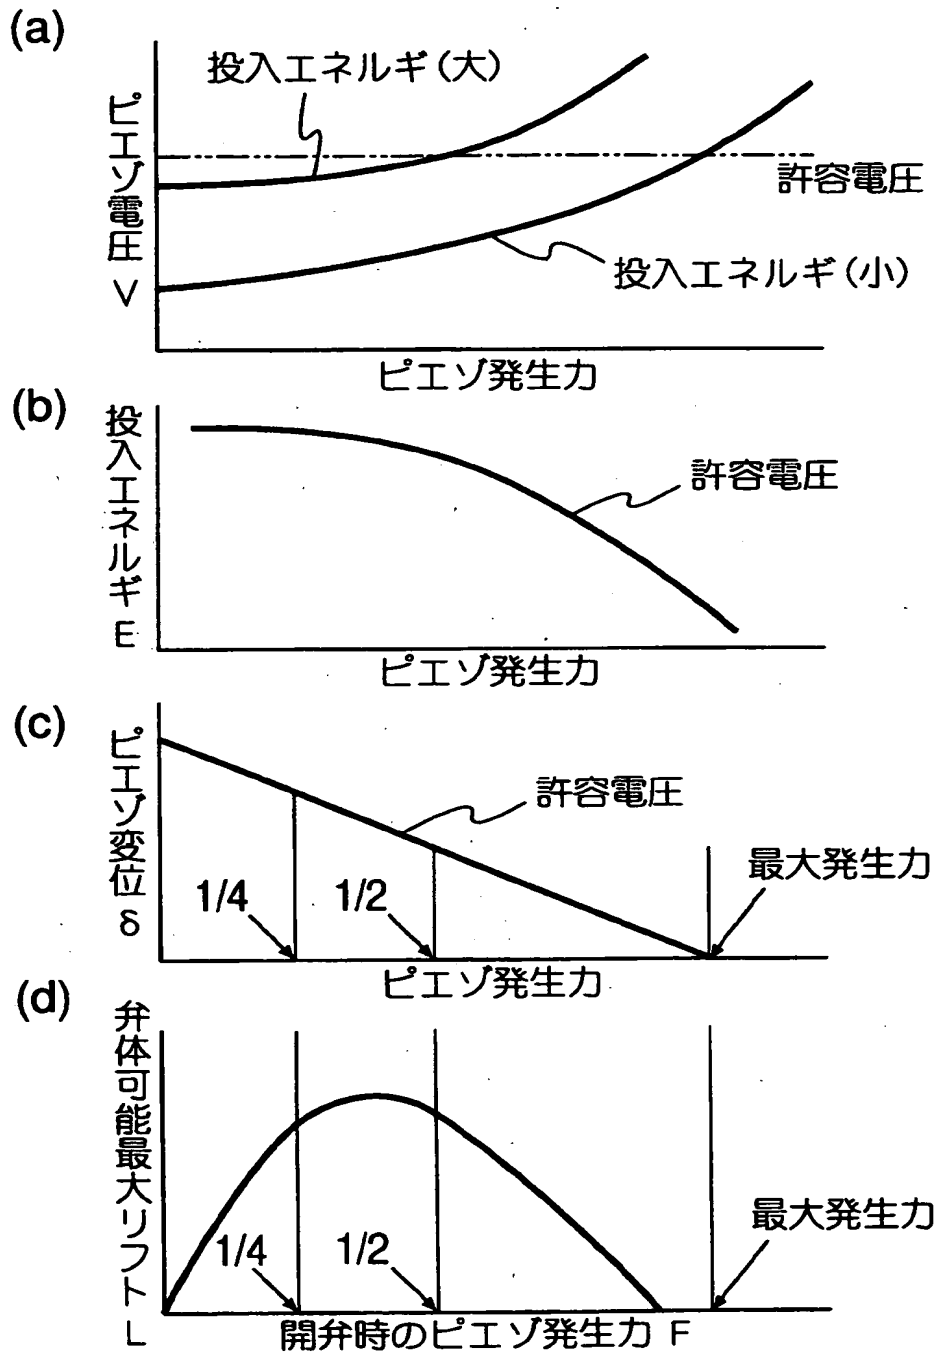 (a)
投入エネルギ(大)
ピエゾ電圧 V
許容電圧
投入エネルギ(小)
ピエゾ発生力
(b)
投入エネルギ E
許容電圧
ピエゾ発生力
(c)
ピエゾ変位 δ
許容電圧
最大発生力
1/4
1/2
ピエゾ発生力
(d)
弁体可能最大リフト L
最大発生力
1/4
1/2
開弁時のピエゾ発生力 F